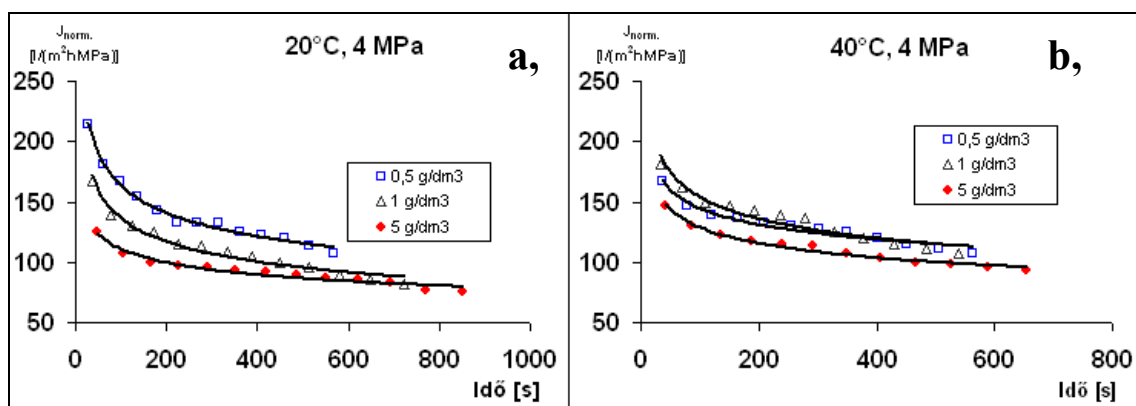 J_norm.
[l/(m²hMPa)]
20°C, 4 MPa
a,
250
200
150
100
50
0,5 g/dm3
1 g/dm3
5 g/dm3
0 200 400 600 800 1000
Idő [s]
J_norm.
[l/(m²hMPa)]
40°C, 4 MPa
b,
250
200
150
100
50
0,5 g/dm3
1 g/dm3
5 g/dm3
0 200 400 600 800
Idő [s]